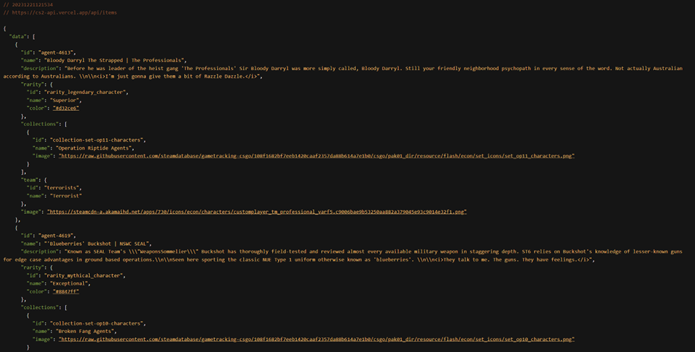 // https://cs2-api.vercel.app/api/items
{
"data": [
{
"id": "agent-4613",
"name": "Bloody Darryl The Strapped | The Professionals",
"description": "Before he was leader of the heist gang 'The Professionals' Sir Bloody Darryl was more simply called, Bloody Darryl. Still your friendly neighborhood psychopath in every sense of the word. Not actually Australian
according to Australians. \\n\\n<i>I'm just gonna give them a bit of Razzle Dazzle.</i>",
"rarity": {
"id": "rarity_legendary_character",
"name": "Superior",
"color": "#d32ce6"
},
"collections": [
{
"id": "collection-set-op11-characters",
"name": "Operation Riptide Agents",
"image": "https://raw.githubusercontent.com/steamdatabase/gametracking-csgo/
/csgo/pak01_dir/resource/flash/econ/set_icons/set_op11_characters.png"
}
],
"team": {
"id": "terrorists",
"name": "Terrorist"
},
"image": "https://steamcdn-a.akamaihd.net/apps/730/icons/econ/characters/customplayer_tm_professional_varf5.
.png"
},
{
"id": "agent-4619",
"name": "'Blueberries' Buckshot | NSWC SEAL",
"description": "Known as SEAL Team's \\\"WeaponsSommelier\\\" Buckshot has thoroughly field-tested and reviewed almost every available military weapon in staggering depth. ST6 relies on Buckshot's knowledge of lesser-known guns
for edge case advantages in ground based operations.\\n\\nSeen here sporting the classic NWU Type I uniform otherwise known as 'blueberries'. \\n\\n<i>They talk to me. The guns. They have feelings.</i>",
"rarity": {
"id": "rarity_mythical_character",
"name": "Exceptional",
"color": "#8847ff"
},
"collections": [
{
"id": "collection-set-op10-characters",
"name": "Broken Fang Agents",
"image": "https://raw.githubusercontent.com/steamdatabase/gametracking-csgo/
/csgo/pak01_dir/resource/flash/econ/set_icons/set_op10_characters.png"
}